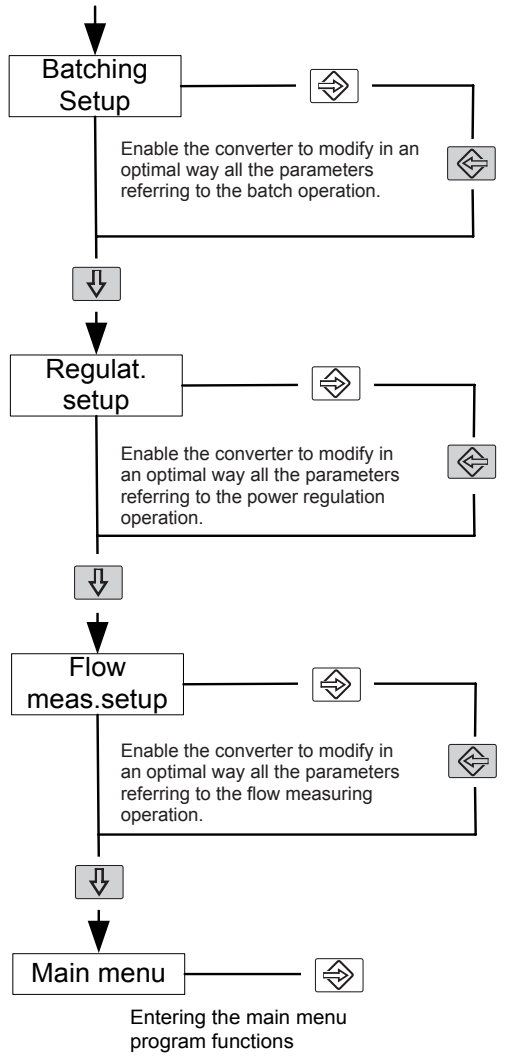 Batching
Setup
Enable the converter to modify in an
optimal way all the parameters
referring to the batch operation.
Regulat.
setup
Enable the converter to modify in
an optimal way all the parameters
referring to the power regulation
operation.
Flow
meas.setup
Enable the converter to modify in
an optimal way all the parameters
referring to the flow measuring
operation.
Main menu
Entering the main menu
program functions